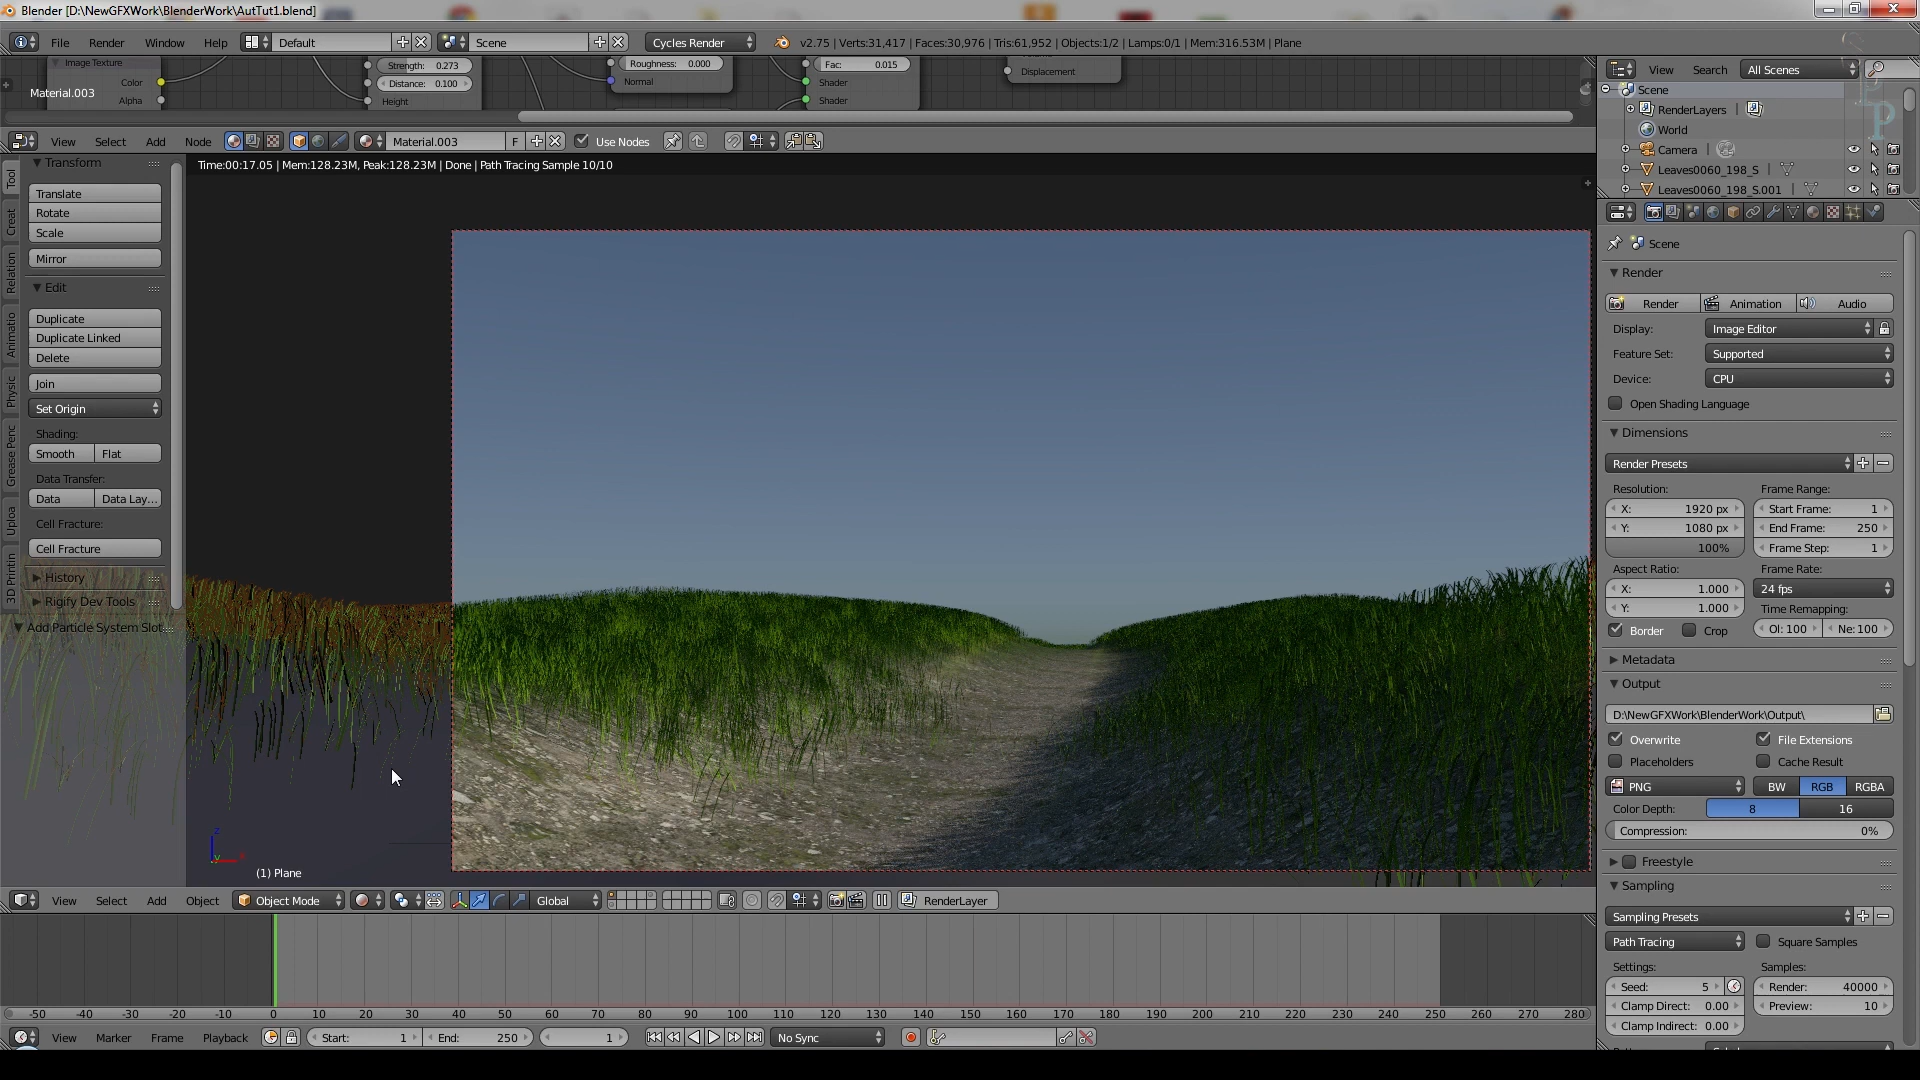 Blender [D:\NewGFXWork\BlenderWork\AutTut1.blend]
File Render Window Help Default Scene Cycles Render v2.75 | Verts:31,417 | Faces:30,976 | Tris:61,952 | Objects:1/2 | Lamps:0/1 | Mem:316.53M | Plane
Image Texture
Color
Alpha
Material.003
Strength: 0.273
Distance: 0.100
Height
Roughness: 0.000
Normal
Fac: 0.015
Shader
Shader
Displacement
View Search All Scenes
Scene
RenderLayers |
World
Camera |
Leaves0060_198_S |
Leaves0060_198_S.001 |
P
View Select Add Node Material.003 F Use Nodes
Time:00:17.05 | Mem:128.23M, Peak:128.23M | Done | Path Tracing Sample 10/10
Tool
Creat
Relation
Animatio
Physic
Grease Penc
Uploa
3D Printin
Transform
Translate
Rotate
Scale
Mirror
Edit
Duplicate
Duplicate Linked
Delete
Join
Set Origin
Shading:
Smooth Flat
Data Transfer:
Data Data Lay...
Cell Fracture:
Cell Fracture
History
Rigify Dev Tools
Add Particle System Slot
z
y
(1) Plane
Scene
Render
Render Animation Audio
Display: Image Editor
Feature Set: Supported
Device: CPU
Open Shading Language
Dimensions
Render Presets
Resolution: Frame Range:
X: 1920 px Start Frame: 1
Y: 1080 px End Frame: 250
100% Frame Step: 1
Aspect Ratio: Frame Rate:
X: 1.000 24 fps
Y: 1.000 Time Remapping:
Border Crop Ol: 100 Ne: 100
Metadata
Output
D:\NewGFXWork\BlenderWork\Output\
Overwrite File Extensions
Placeholders Cache Result
PNG BW RGB RGBA
Color Depth: 8 16
Compression: 0%
Freestyle
Sampling
Sampling Presets
Path Tracing Square Samples
Settings: Samples:
Seed: 5 Render: 40000
Clamp Direct: 0.00 Preview: 10
Clamp Indirect: 0.00
View Select Add Object Object Mode Global RenderLayer
-50 -40 -30 -20 -10 0 10 20 30 40 50 60 70 80 90 100 110 120 130 140 150 160 170 180 190 200 210 220 230 240 250 260 270 280
View Marker Frame Playback Start: 1 End: 250 1 No Sync